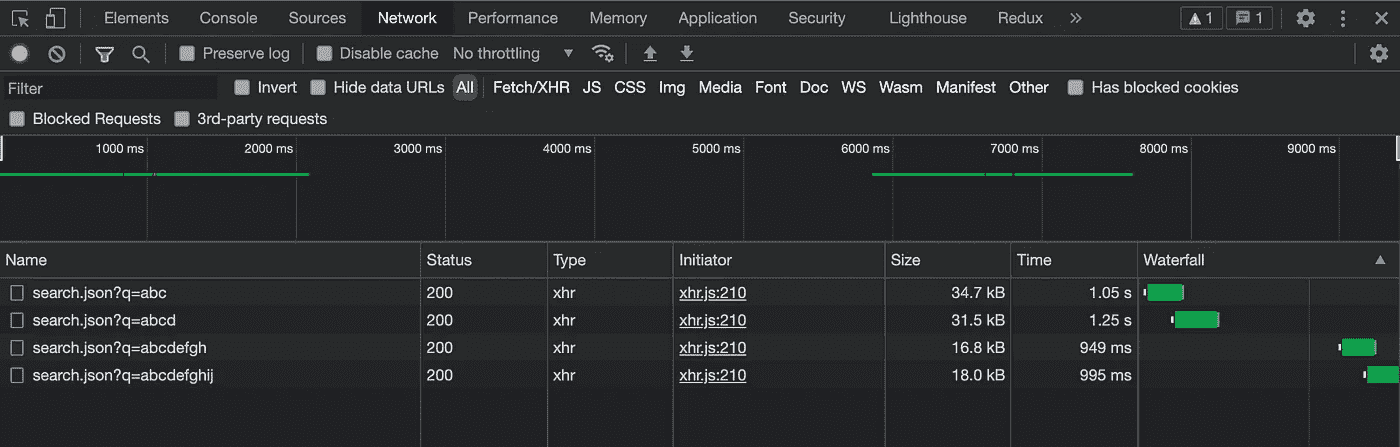 Elements Console Sources Network Performance Memory Application Security Lighthouse Redux » 1 1
Preserve log Disable cache No throttling
Filter Invert Hide data URLs All Fetch/XHR JS CSS Img Media Font Doc WS Wasm Manifest Other Has blocked cookies
Blocked Requests 3rd-party requests
1000 ms 2000 ms 3000 ms 4000 ms 5000 ms 6000 ms 7000 ms 8000 ms 9000 ms
Name Status Type Initiator Size Time Waterfall
search.json?q=abc 200 xhr xhr.js:210 34.7 kB 1.05 s
search.json?q=abcd 200 xhr xhr.js:210 31.5 kB 1.25 s
search.json?q=abcdefgh 200 xhr xhr.js:210 16.8 kB 949 ms
search.json?q=abcdefghij 200 xhr xhr.js:210 18.0 kB 995 ms